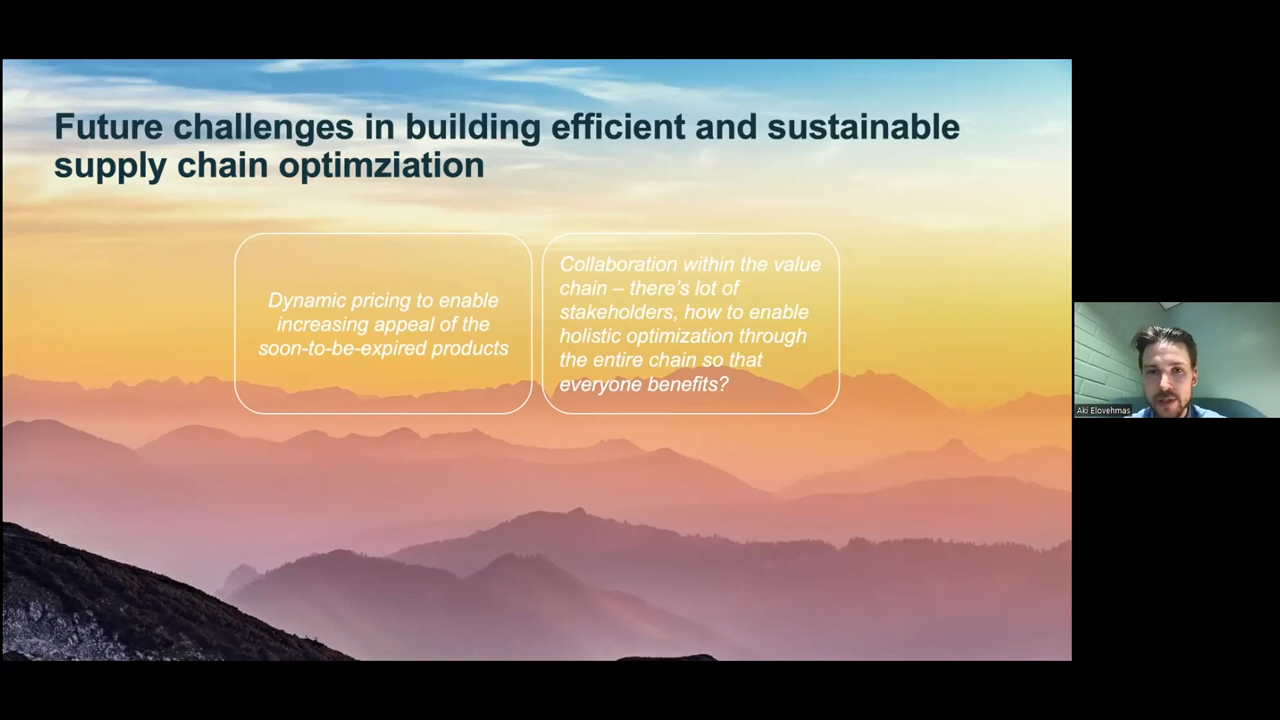 Future challenges in building efficient and sustainable
supply chain optimziation
Dynamic pricing to enable
increasing appeal of the
soon-to-be-expired products
Collaboration within the value
chain – there's lot of
stakeholders, how to enable
holistic optimization through
the entire chain so that
everyone benefits?
Aki Elovehmas